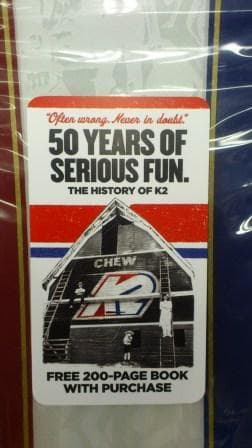 "Often wrong. Never in doubt."
50 YEARS OF
SERIOUS FUN.
THE HISTORY OF K2
CHEW
K2
FREE 200-PAGE BOOK
WITH PURCHASE